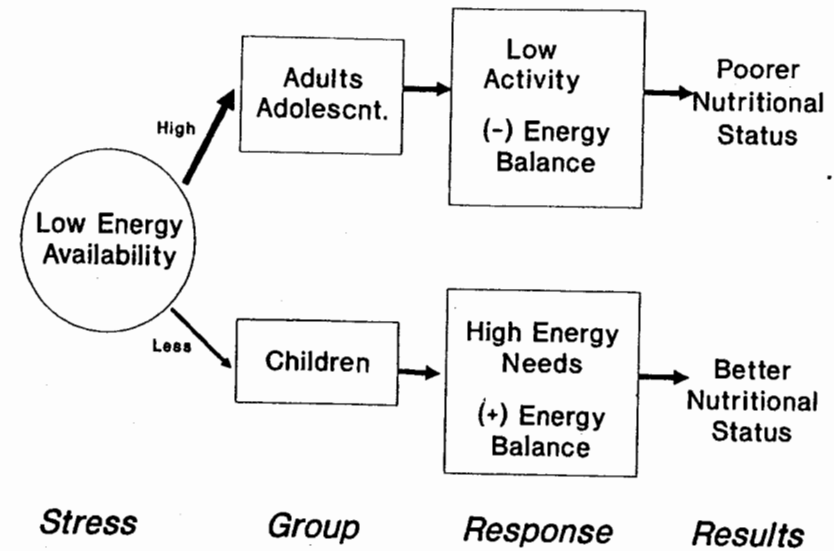 High
Adults
Adolescnt.
Low
Activity
(-) Energy
Balance
Poorer
Nutritional
Status
Low Energy
Availability
Less
Children
High Energy
Needs
(+) Energy
Balance
Better
Nutritional
Status
Stress
Group
Response
Results